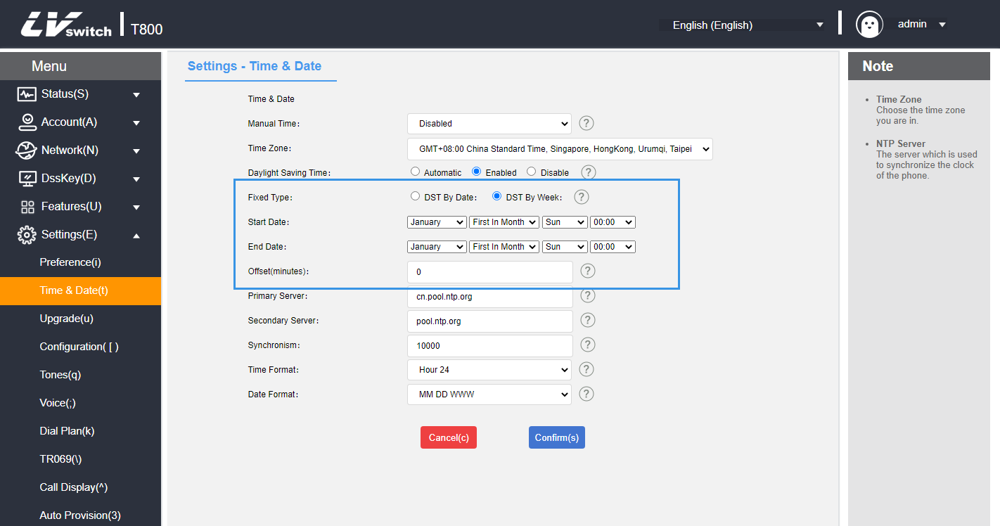 LVswitch T800
English (English)
admin
Menu
Status(S)
Account(A)
Network(N)
DssKey(D)
Features(U)
Settings(E)
Preference(i)
Time & Date(t)
Upgrade(u)
Configuration( [ )
Tones(q)
Voice(;)
Dial Plan(k)
TR069(\)
Call Display(^)
Auto Provision(3)
Settings - Time & Date
Time & Date
Manual Time: Disabled ?
Time Zone: GMT+08:00 China Standard Time, Singapore, HongKong, Urumqi, Taipei
Daylight Saving Time: Automatic Enabled Disable ?
Fixed Type: DST By Date: DST By Week: ?
Start Date: January First In Month Sun 00:00
End Date: January First In Month Sun 00:00
Offset(minutes): 0 ?
Primary Server: cn.pool.ntp.org ?
Secondary Server: pool.ntp.org ?
Synchronism: 10000 ?
Time Format: Hour 24 ?
Date Format: MM DD WWW ?
Cancel(c) Confirm(s)
Note
• Time Zone
Choose the time zone
you are in.
• NTP Server
The server which is used
to synchronize the clock
of the phone.